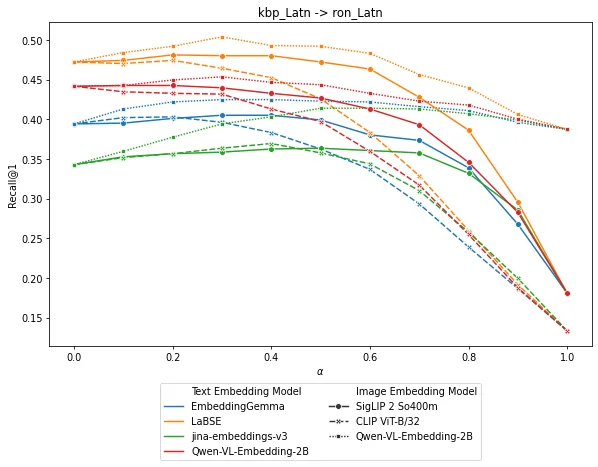 kbp_Latn -> ron_Latn
Recall@1
0.50
0.45
0.40
0.35
0.30
0.25
0.20
0.15
0.0 0.2 0.4 0.6 0.8 1.0
α
Text Embedding Model Image Embedding Model
EmbeddingGemma SigLIP 2 So400m
LaBSE CLIP ViT-B/32
jina-embeddings-v3 Qwen-VL-Embedding-2B
Qwen-VL-Embedding-2B